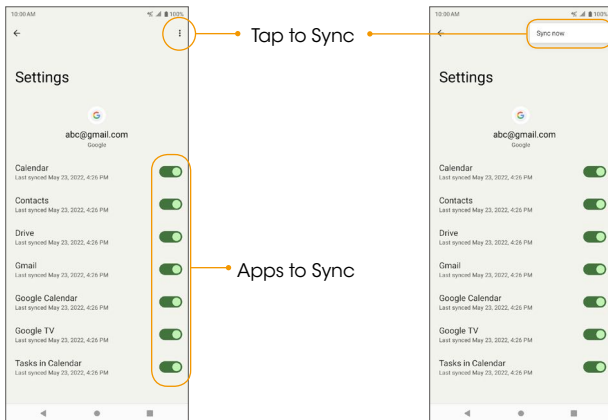 10:00 AM 100%
Settings
G
abc@gmail.com
Google
Calendar
Last synced May 23, 2022, 4:26 PM
Contacts
Last synced May 23, 2022, 4:26 PM
Drive
Last synced May 23, 2022, 4:26 PM
Gmail
Last synced May 23, 2022, 4:26 PM
Google Calendar
Last synced May 23, 2022, 4:26 PM
Google TV
Last synced May 23, 2022, 4:26 PM
Tasks in Calendar
Last synced May 23, 2022, 4:26 PM
Tap to Sync
Apps to Sync
10:00 AM 100%
Sync now
Settings
G
abc@gmail.com
Google
Calendar
Last synced May 23, 2022, 4:26 PM
Contacts
Last synced May 23, 2022, 4:26 PM
Drive
Last synced May 23, 2022, 4:26 PM
Gmail
Last synced May 23, 2022, 4:26 PM
Google Calendar
Last synced May 23, 2022, 4:26 PM
Google TV
Last synced May 23, 2022, 4:26 PM
Tasks in Calendar
Last synced May 23, 2022, 4:26 PM